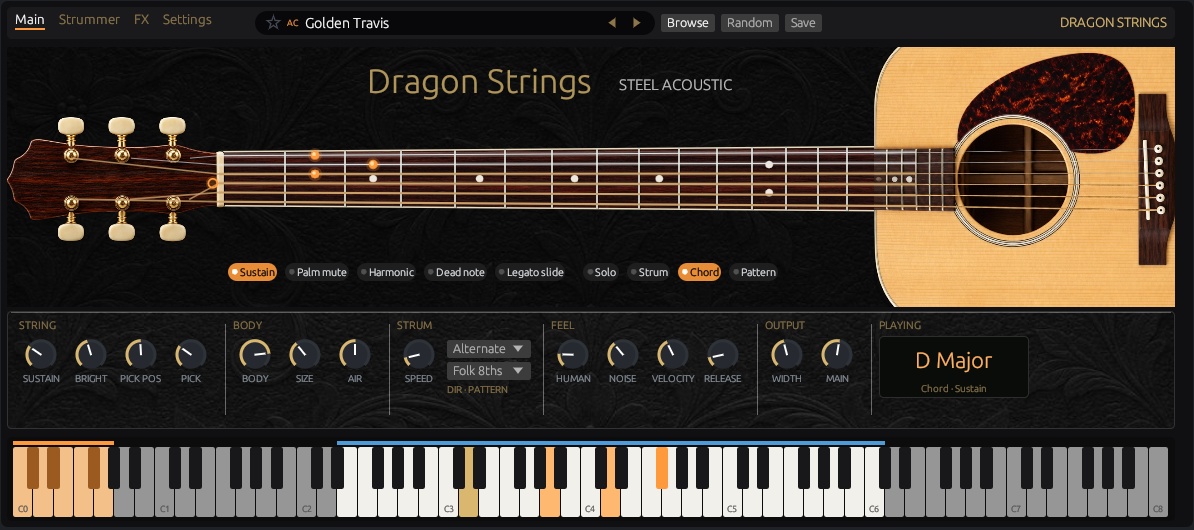 Main Strummer FX Settings AC Golden Travis Browse Random Save DRAGON STRINGS
Dragon Strings STEEL ACOUSTIC
Sustain Palm mute Harmonic Dead note Legato slide Solo Strum Chord Pattern
STRING BODY STRUM FEEL OUTPUT PLAYING
Alternate
Folk 8ths
D Major
SUSTAIN BRIGHT PICK POS PICK BODY SIZE AIR SPEED HUMAN NOISE VELOCITY RELEASE WIDTH MAIN
DIR · PATTERN
Chord · Sustain
C0 C1 C2 C3 C4 C5 C6 C7 C8